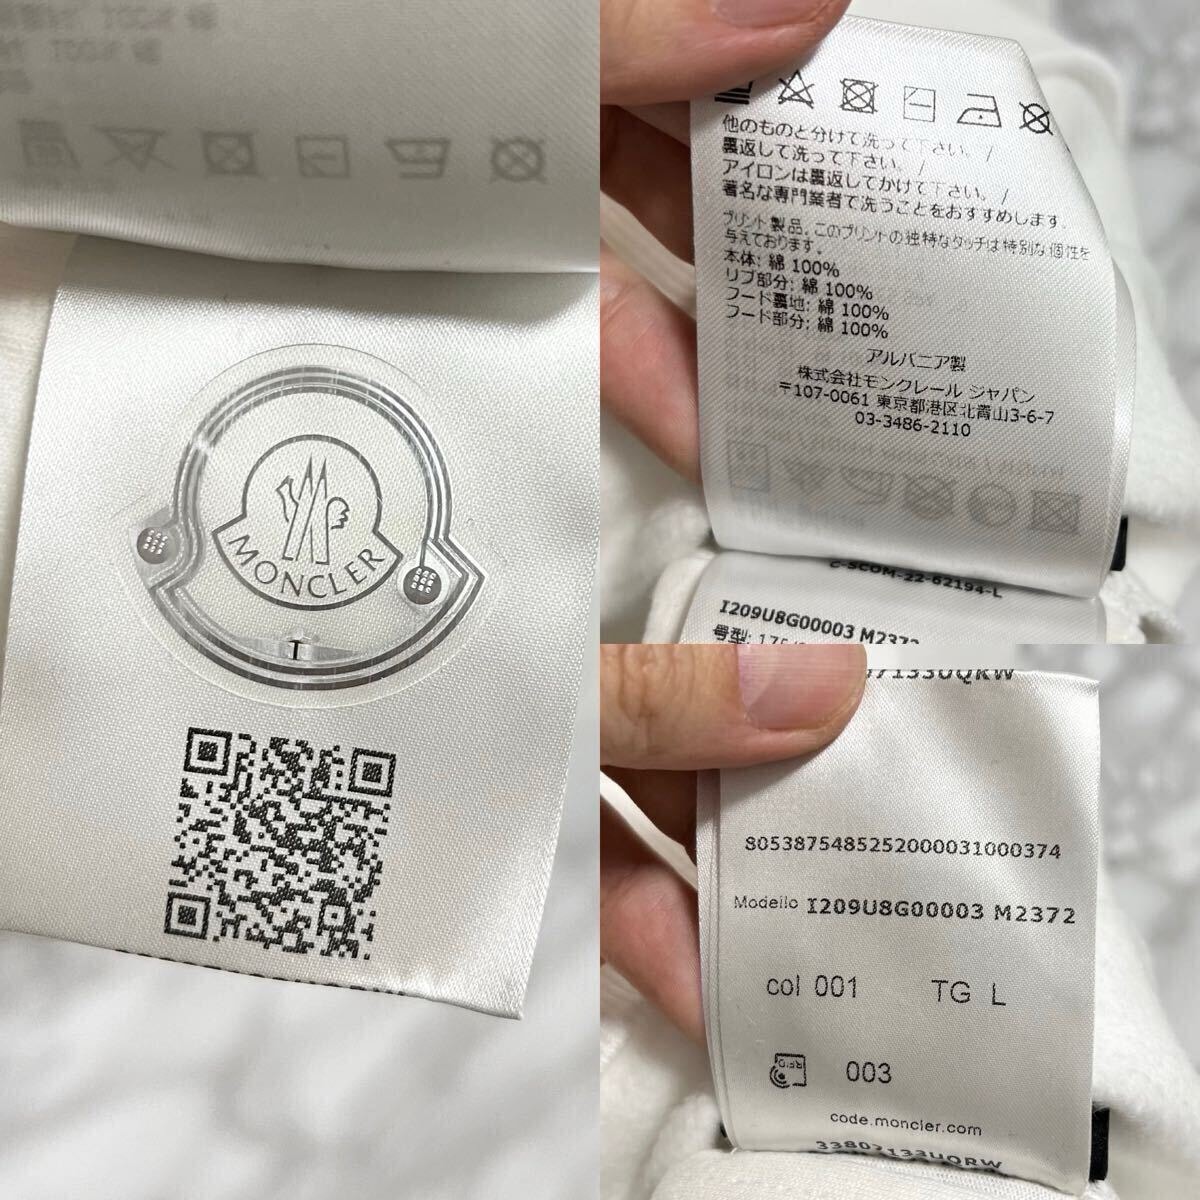 MONCLER
他のものと分けて洗って下さい。/
裏返して洗って下さい。/
アイロンは裏返してかけて下さい。/
著名な専門業者で洗うことをおすすめします。
プリント製品、このプリントの独特なタッチは特別な個性を
与えております。
本体: 綿 100%
リブ部分: 綿 100%
フード裏地: 綿 100%
フード部分: 綿 100%
アルバニア製
株式会社モンクレール ジャパン
〒107-0061 東京都港区北青山3-6-7
03-3486-2110
C-SCOM-22-62194-L
I209U8G00003 M2372
号型: 175/
7133UQRW
8053875485252000031000374
Modello I209U8G00003 M2372
col 001 TG L
RFID 003
code.moncler.com
33807133UQRW